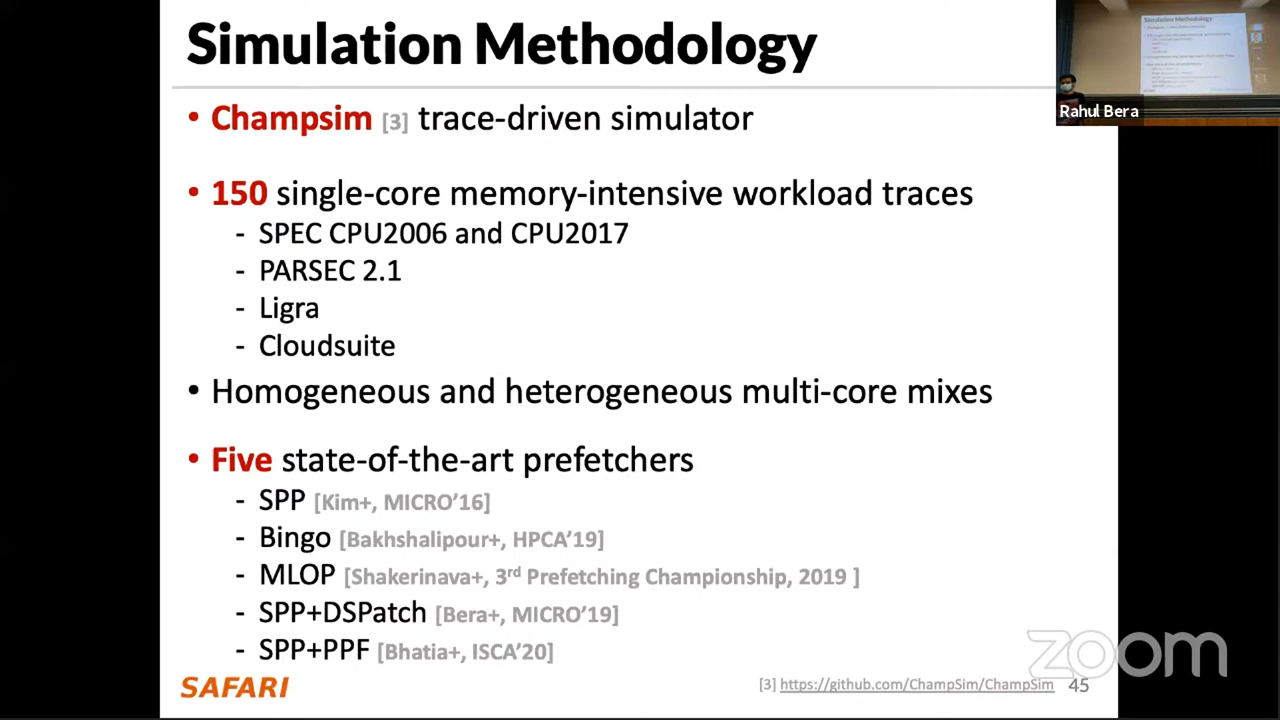 Simulation Methodology
• Champsim [3] trace-driven simulator
• 150 single-core memory-intensive workload traces
- SPEC CPU2006 and CPU2017
- PARSEC 2.1
- Ligra
- Cloudsuite
• Homogeneous and heterogeneous multi-core mixes
• Five state-of-the-art prefetchers
- SPP [Kim+, MICRO’16]
- Bingo [Bakhshalipour+, HPCA’19]
- MLOP [Shakerinava+, 3rd Prefetching Championship, 2019 ]
- SPP+DSPatch [Bera+, MICRO’19]
- SPP+PPF [Bhatia+, ISCA’20]
SAFARI
[3] https://github.com/ChampSim/ChampSim 45
zoom
Simulation Methodology
Rahul Bera